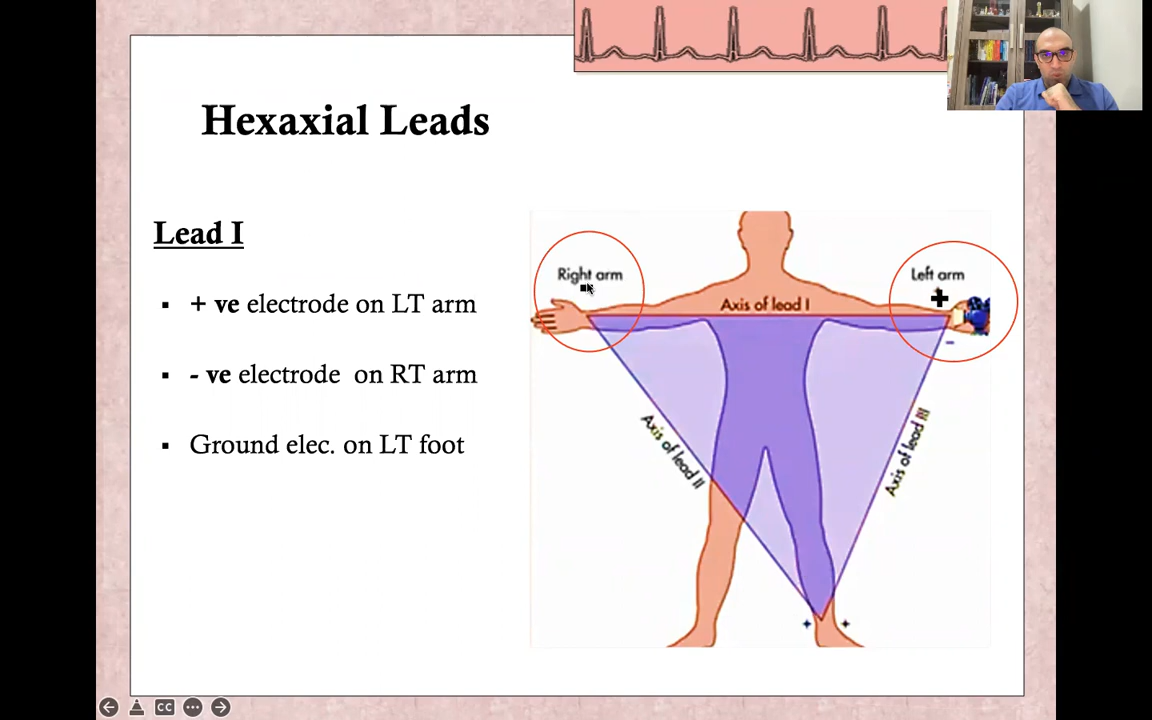 Hexaxial Leads
Lead I
▪ + ve electrode on LT arm
▪ - ve electrode on RT arm
▪ Ground elec. on LT foot
Right arm
Left arm
+
-
Axis of lead I
Axis of lead II
Axis of lead III
+ +
CC